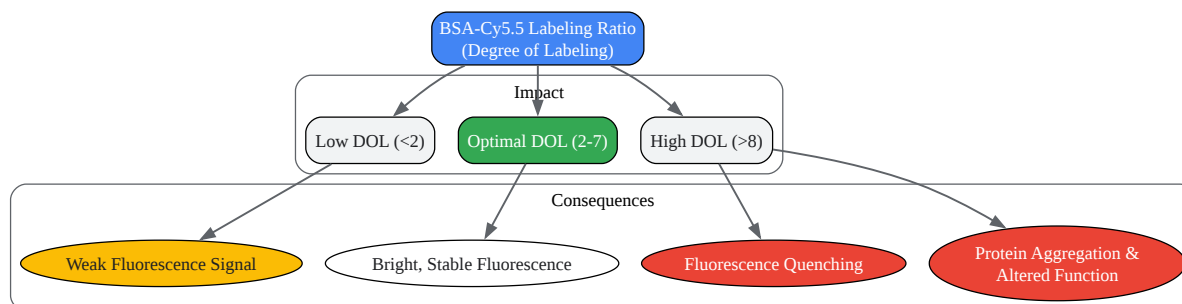 BSA-Cy5.5 Labeling Ratio
(Degree of Labeling)
Impact
Low DOL (<2)
Optimal DOL (2-7)
High DOL (>8)
Consequences
Weak Fluorescence Signal
Bright, Stable Fluorescence
Fluorescence Quenching
Protein Aggregation &
Altered Function